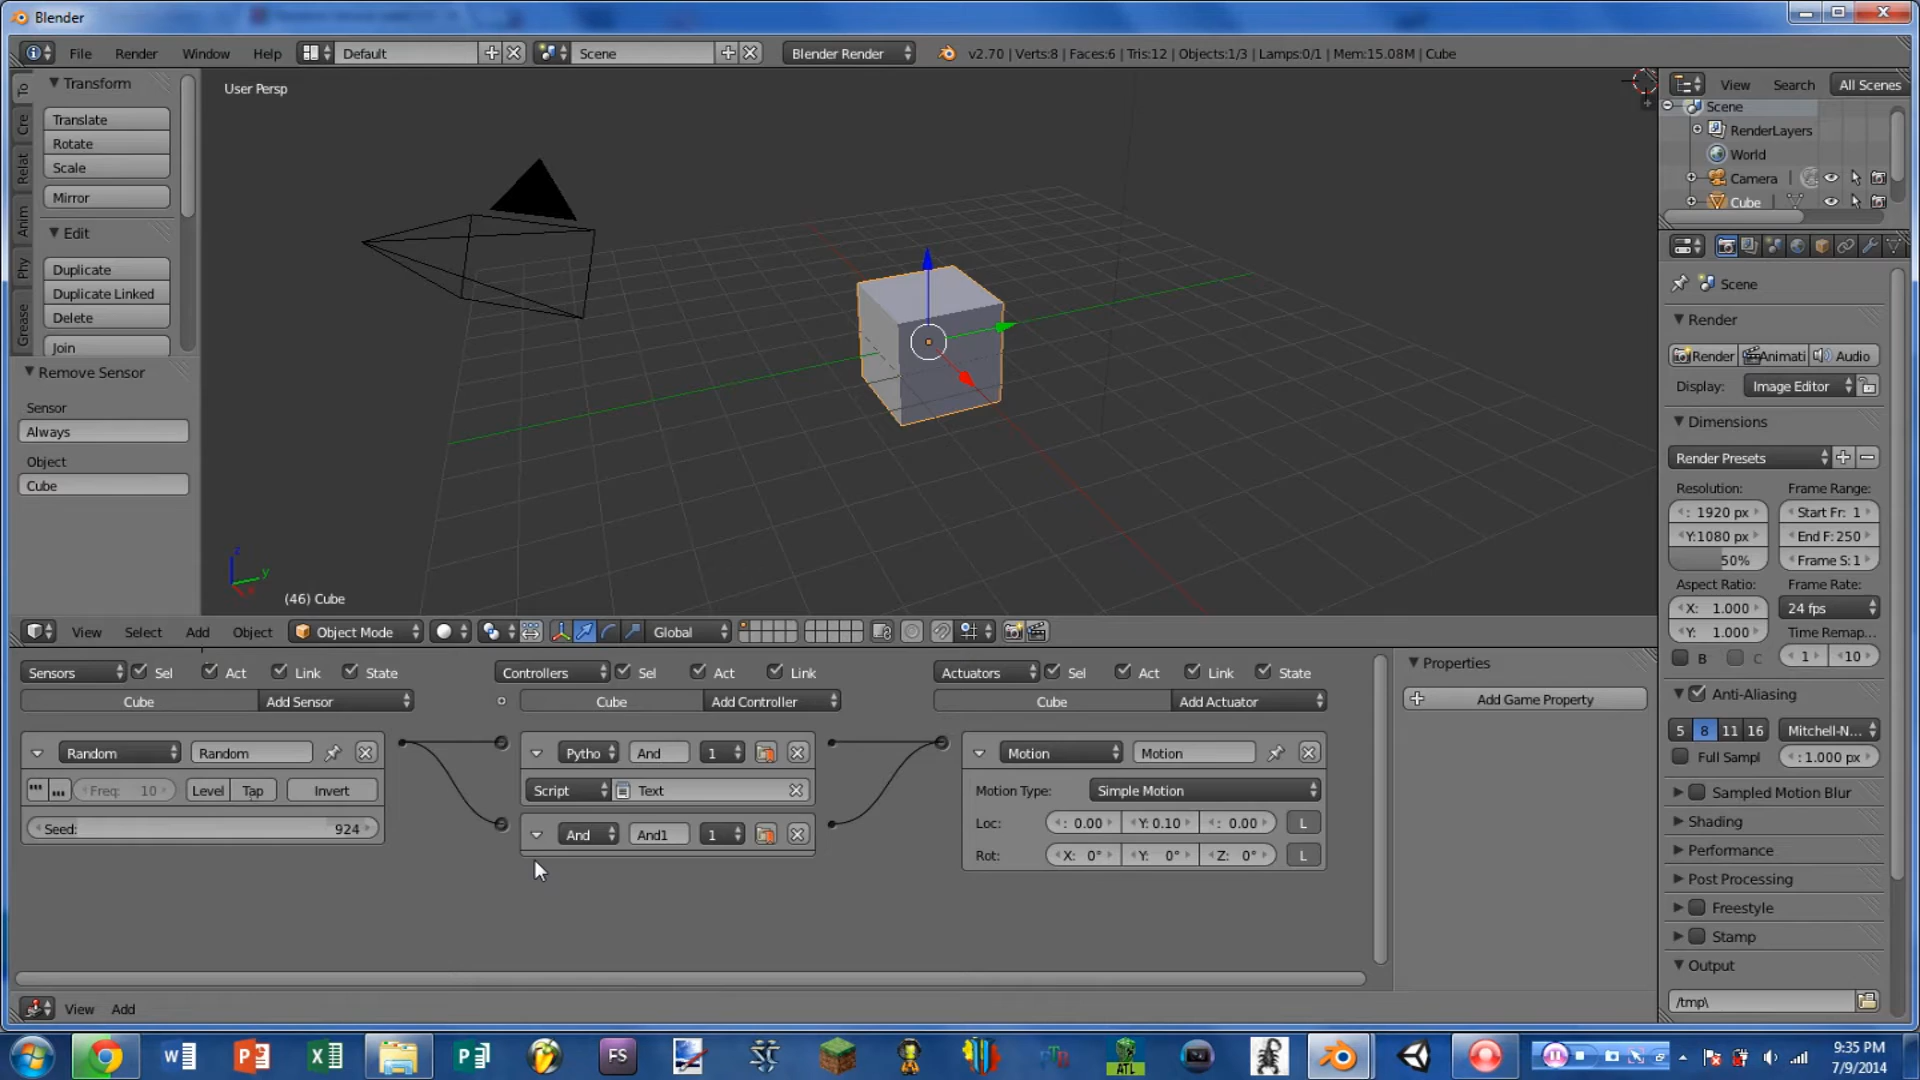 Blender
File Render Window Help Default Scene Blender Render v2.70 | Verts:8 | Faces:6 | Tris:12 | Objects:1/3 | Lamps:0/1 | Mem:15.08M | Cube
To
Cre
Relat
Anim
Phy
Grease
Transform
Translate
Rotate
Scale
Mirror
Edit
Duplicate
Duplicate Linked
Delete
Join
Remove Sensor
Sensor
Always
Object
Cube
User Persp
z
y
(46) Cube
View Select Add Object Object Mode Global
Sensors Sel Act Link State
Cube Add Sensor
Random Random
Freq: 10 Level Tap Invert
Seed: 924
Controllers Sel Act Link
Cube Add Controller
Pytho And 1
Script Text
And And1 1
Actuators Sel Act Link State
Cube Add Actuator
Motion Motion
Motion Type: Simple Motion
Loc: : 0.00 Y: 0.10 : 0.00 L
Rot: X: 0° Y: 0° Z: 0° L
Properties
Add Game Property
View Add
View Search All Scenes
Scene
RenderLayers
World
Camera
Cube
Scene
Render
Render Animati Audio
Display: Image Editor
Dimensions
Render Presets
Resolution: Frame Range:
: 1920 px Start Fr: 1
Y:1080 px End F: 250
50% Frame S: 1
Aspect Ratio: Frame Rate:
X: 1.000 24 fps
Y: 1.000 Time Remap...
B C 1 10
Anti-Aliasing
5 8 11 16 Mitchell-N...
Full Sampl : 1.000 px
Sampled Motion Blur
Shading
Performance
Post Processing
Freestyle
Stamp
Output
/tmp\
FS
ATL
9:35 PM
7/9/2014